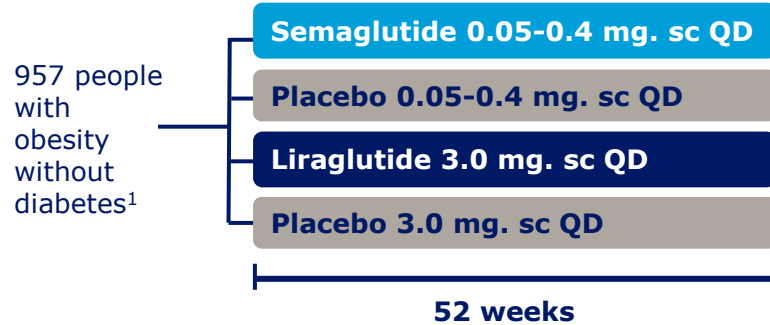 957 people
with
obesity
without
diabetes¹
Semaglutide 0.05-0.4 mg. sc QD
Placebo 0.05-0.4 mg. sc QD
Liraglutide 3.0 mg. sc QD
Placebo 3.0 mg. sc QD
52 weeks